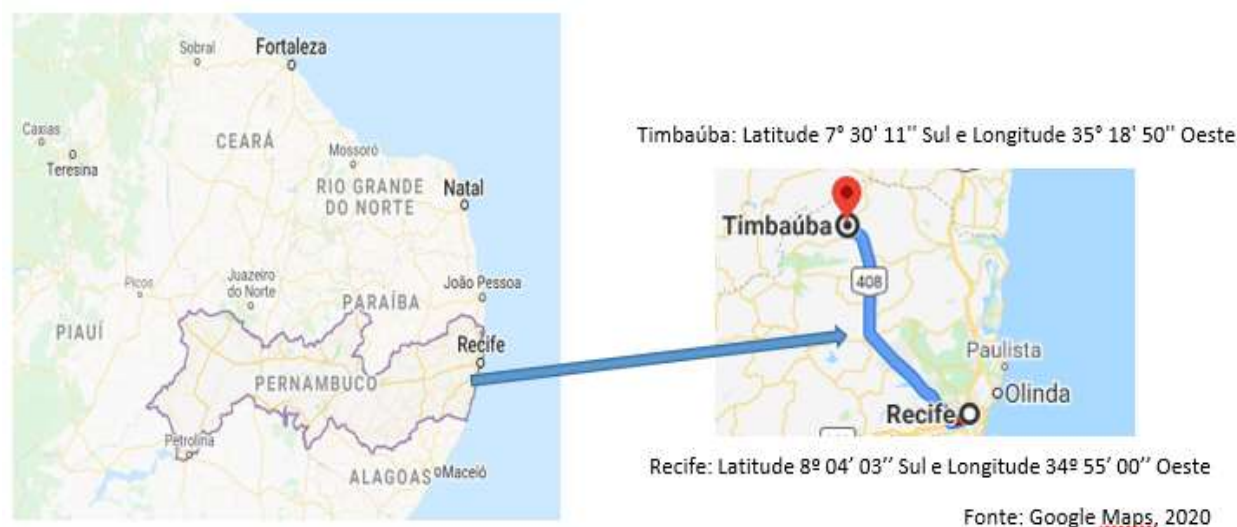 Sobral
Fortaleza
Caxias
Teresina
CEARÁ
Mossoró
RIO GRANDE
DO NORTE
Natal
Picos
Juazeiro
do Norte
João Pessoa
PARAÍBA
PIAUÍ
Recife
PERNAMBUCO
Petrolina
ALAGOAS
Maceió
Timbaúba: Latitude 7° 30' 11'' Sul e Longitude 35° 18' 50'' Oeste
Timbaúba
408
Paulista
Olinda
Recife
Recife: Latitude 8º 04’ 03’’ Sul e Longitude 34º 55’ 00’’ Oeste
Fonte: Google Maps, 2020